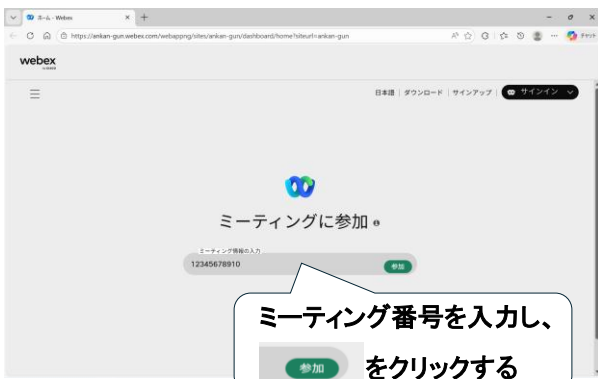 ホーム - Webex
https://ankan-gun.webex.com/webappng/sites/ankan-gun/dashboard/home?siteurl=ankan-gun
チャット
webex
日本語 | ダウンロード | サインアップ | サインイン
ミーティングに参加
ミーティング情報の入力
12345678910 参加
ミーティング番号を入力し、
参加 をクリックする